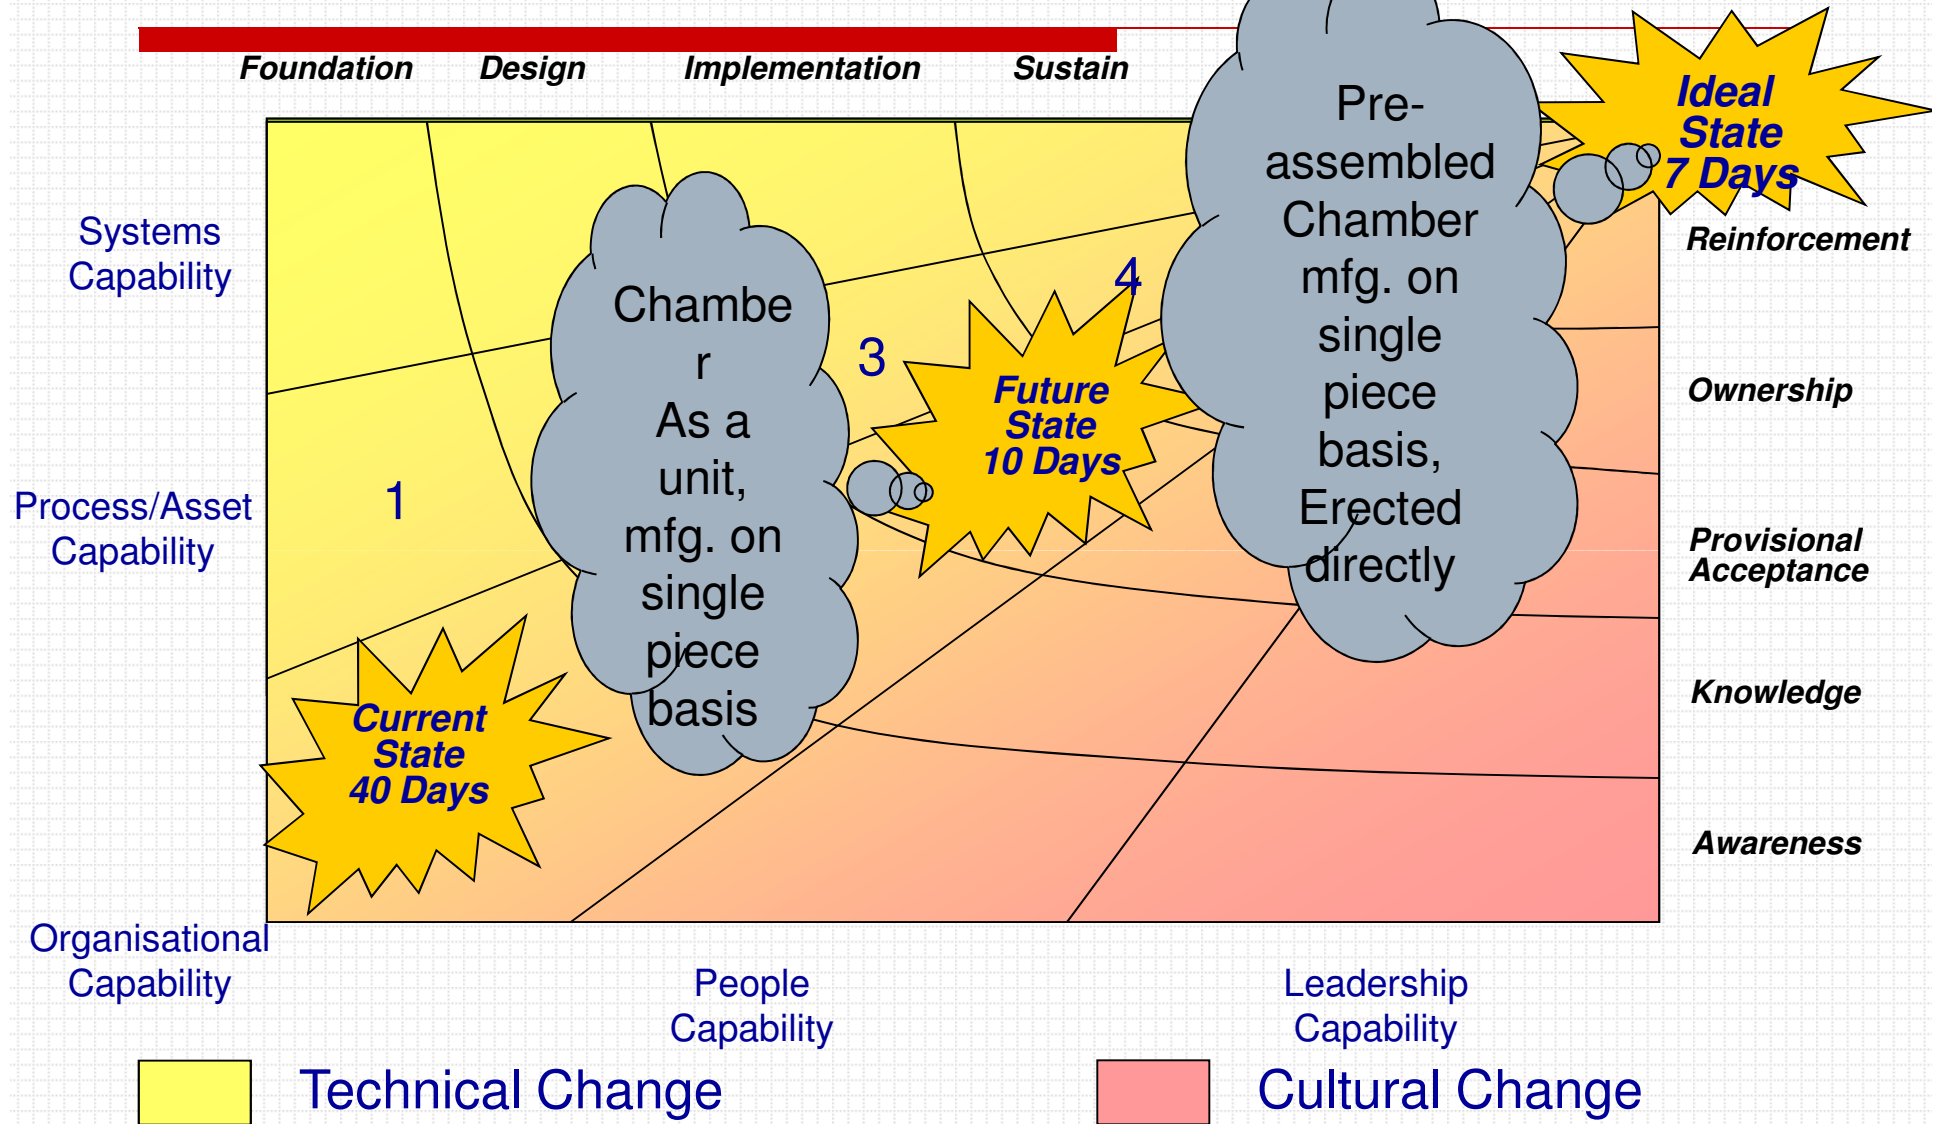 Foundation Design Implementation Sustain
Ideal
State
7 Days
Pre-
assembled
Chamber
mfg. on
single
piece
basis,
Erected
directly
Systems
Capability
Chambe
r
As a
unit,
mfg. on
single
piece
basis
4
3
Future
State
10 Days
1
Process/Asset
Capability
Current
State
40 Days
Reinforcement
Ownership
Provisional
Acceptance
Knowledge
Awareness
Organisational
Capability
People
Capability
Leadership
Capability
Technical Change
Cultural Change